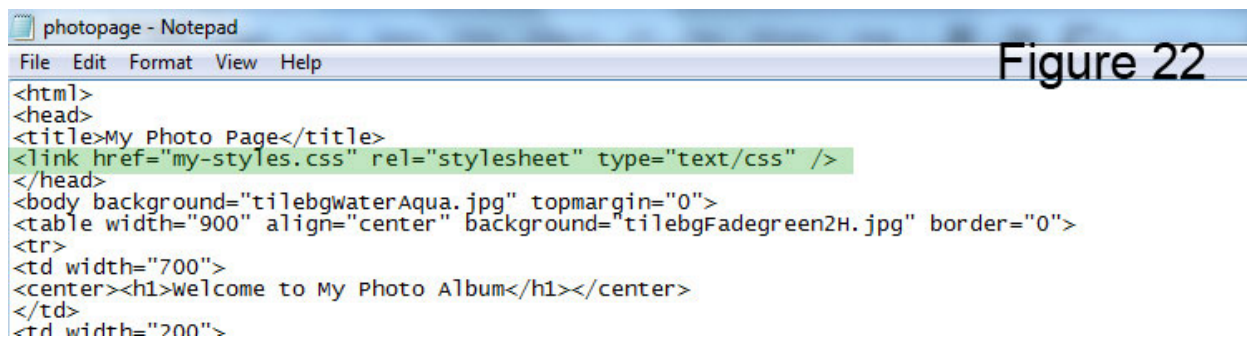 photopage - Notepad
File Edit Format View Help
Figure 22
<html>
<head>
<title>My Photo Page</title>
<link href="my-styles.css" rel="stylesheet" type="text/css" />
</head>
<body background="tilebgWaterAqua.jpg" topmargin="0">
<table width="900" align="center" background="tilebgFadegreen2H.jpg" border="0">
<tr>
<td width="700">
<center><h1>Welcome to My Photo Album</h1></center>
</td>
<td width="200">